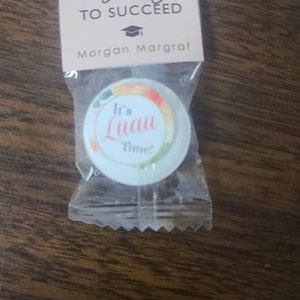 TO SUCCEED
Morgan Margraf
It's
Luau
Time!